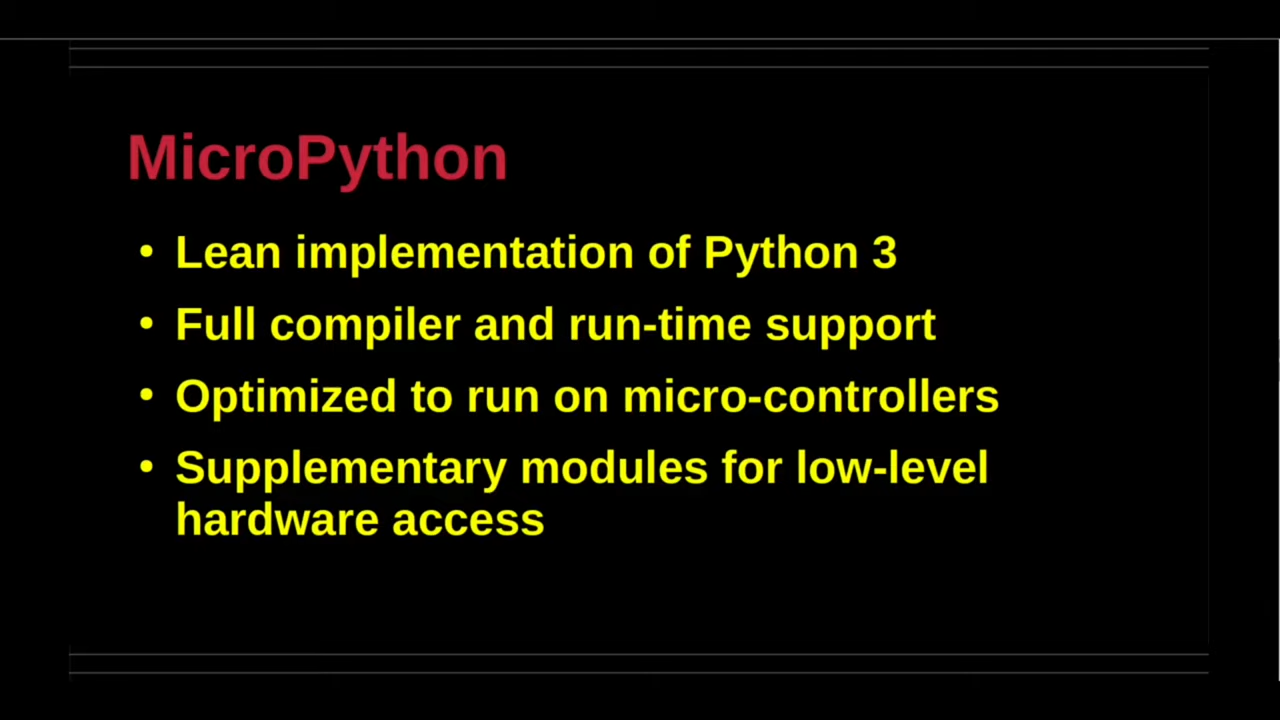 MicroPython
• Lean implementation of Python 3
• Full compiler and run-time support
• Optimized to run on micro-controllers
• Supplementary modules for low-level
hardware access